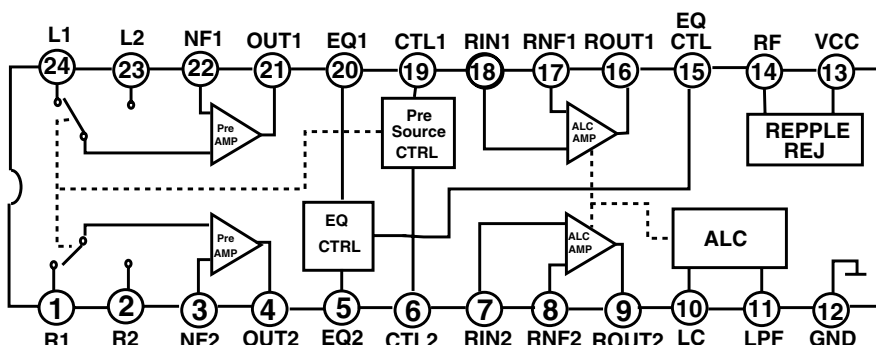 L1 L2 NF1 OUT1 EQ1 CTL1 RIN1 RNF1 ROUT1 EQ CTL RF VCC
24 23 22 21 20 19 18 17 16 15 14 13
Pre AMP
Pre Source CTRL
ALC AMP
REPPLE REJ
Pre AMP
EQ CTRL
ALC AMP
ALC
1 2 3 4 5 6 7 8 9 10 11 12
R1 R2 NF2 OUT2 EQ2 CTL2 RIN2 RNF2 ROUT2 LC LPF GND